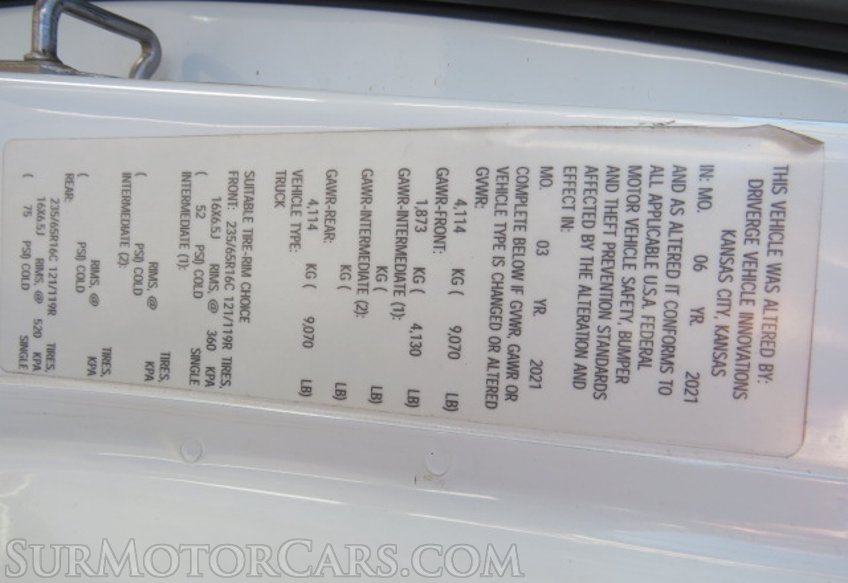 THIS VEHICLE WAS ALTERED BY:
DRIVERGE VEHICLE INNOVATIONS
KANSAS CITY, KANSAS
IN: MO. 06 YR. 2021
AND AS ALTERED IT CONFORMS TO
ALL APPLICABLE U.S.A. FEDERAL
MOTOR VEHICLE SAFETY, BUMPER
AND THEFT PREVENTION STANDARDS
AFFECTED BY THE ALTERATION AND
EFFECT IN:
MO. 03 YR. 2021
COMPLETE BELOW IF GVWR, GAWR OR
VEHICLE TYPE IS CHANGED OR ALTERED
GVWR:
4,114 KG ( 9,070 LB)
GAWR-FRONT:
1,873 KG ( 4,130 LB)
GAWR-INTERMEDIATE (1):
KG ( LB)
GAWR-INTERMEDIATE (2):
KG ( LB)
GAWR-REAR:
4,114 KG ( 9,070 LB)
VEHICLE TYPE:
TRUCK
SUITABLE TIRE-RIM CHOICE
FRONT: 235/65R16C 121/119R TIRES,
16X6.5J RIMS, @ 360 KPA
( 52 PSI) COLD SINGLE
INTERMEDIATE (1):
TIRES,
RIMS, @ KPA
( PSI) COLD
INTERMEDIATE (2):
TIRES,
RIMS, @ KPA
( PSI) COLD
REAR:
235/65R16C 121/119R TIRES,
16X6.5J RIMS, @ 520 KPA
( 75 PSI) COLD SINGLE
SURMOTORCARS.COM